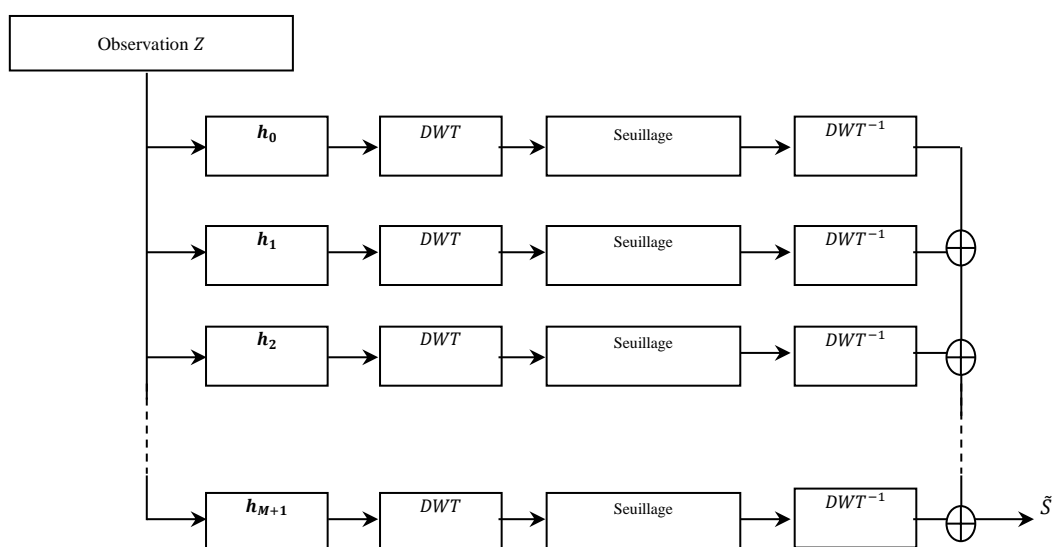 Observation Z
h₀ DWT Seuillage DWT⁻¹
h₁ DWT Seuillage DWT⁻¹
h₂ DWT Seuillage DWT⁻¹
h_{M+1} DWT Seuillage DWT⁻¹ S̃